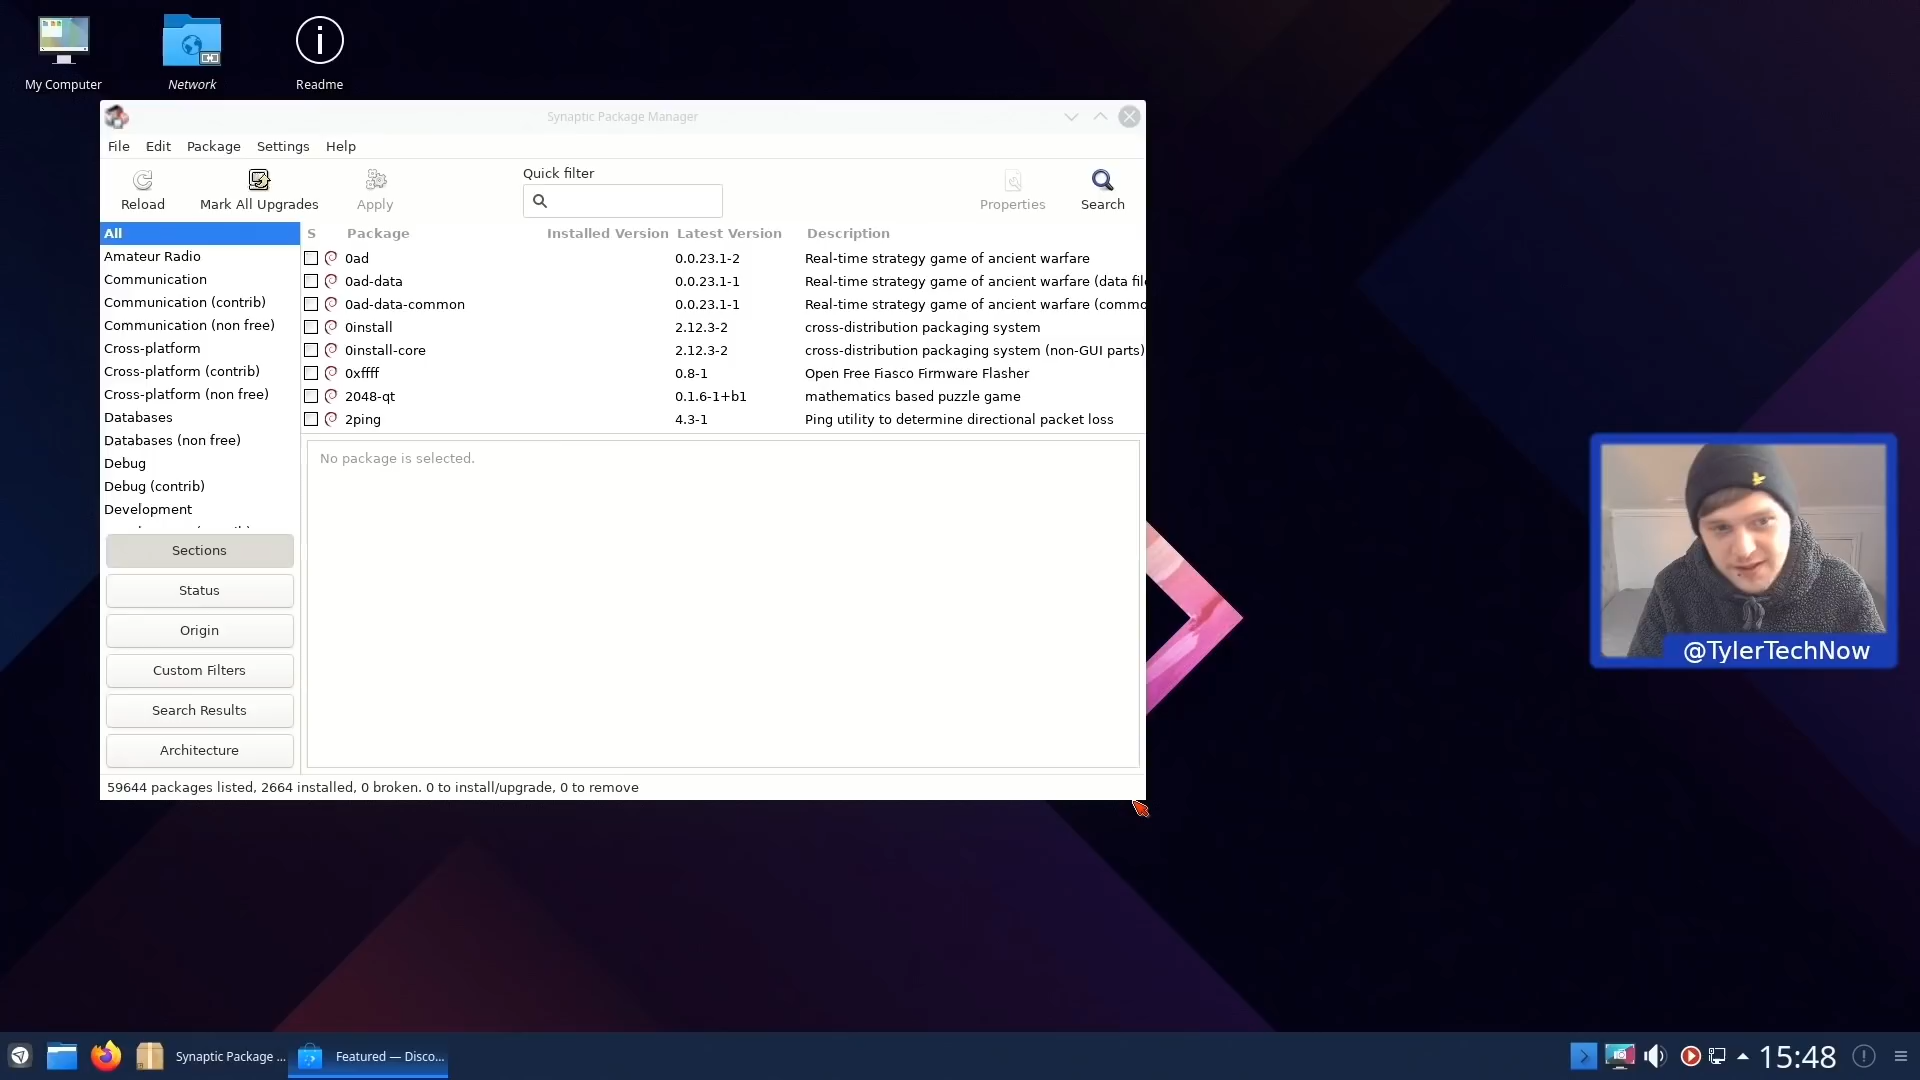 My Computer
Network
Readme
Synaptic Package Manager
File Edit Package Settings Help
Quick filter
Reload Mark All Upgrades Apply Properties Search
All
Amateur Radio
Communication
Communication (contrib)
Communication (non free)
Cross-platform
Cross-platform (contrib)
Cross-platform (non free)
Databases
Databases (non free)
Debug
Debug (contrib)
Development
Sections
Status
Origin
Custom Filters
Search Results
Architecture
S Package Installed Version Latest Version Description
0ad 0.0.23.1-2 Real-time strategy game of ancient warfare
0ad-data 0.0.23.1-1 Real-time strategy game of ancient warfare (data fil
0ad-data-common 0.0.23.1-1 Real-time strategy game of ancient warfare (commo
0install 2.12.3-2 cross-distribution packaging system
0install-core 2.12.3-2 cross-distribution packaging system (non-GUI parts)
0xffff 0.8-1 Open Free Fiasco Firmware Flasher
2048-qt 0.1.6-1+b1 mathematics based puzzle game
2ping 4.3-1 Ping utility to determine directional packet loss
No package is selected.
59644 packages listed, 2664 installed, 0 broken. 0 to install/upgrade, 0 to remove
@TylerTechNow
Synaptic Package ...
Featured — Disco...
15:48